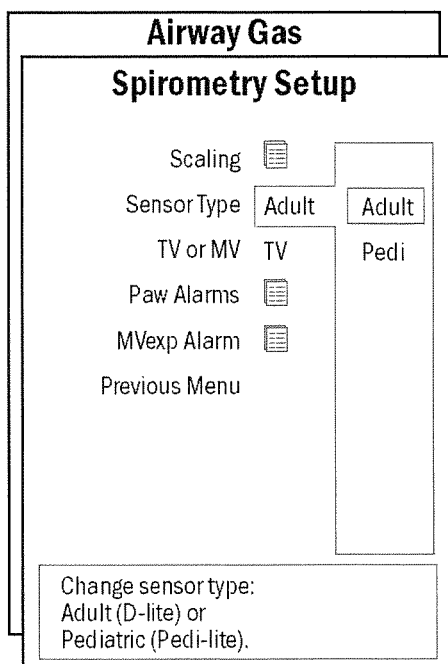 Airway Gas
Spirometry Setup
Scaling
Sensor Type Adult Adult
TV or MV TV Pedi
Paw Alarms
MVexp Alarm
Previous Menu
Change sensor type:
Adult (D-lite) or
Pediatric (Pedi-lite).